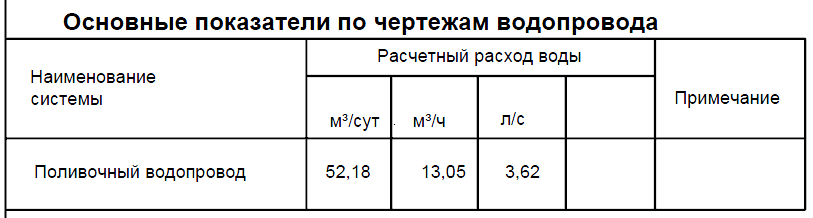 Основные показатели по чертежам водопровода
Наименование
системы
Расчетный расход воды
Примечание
м³/сут м³/ч л/с
Поливочный водопровод 52,18 13,05 3,62